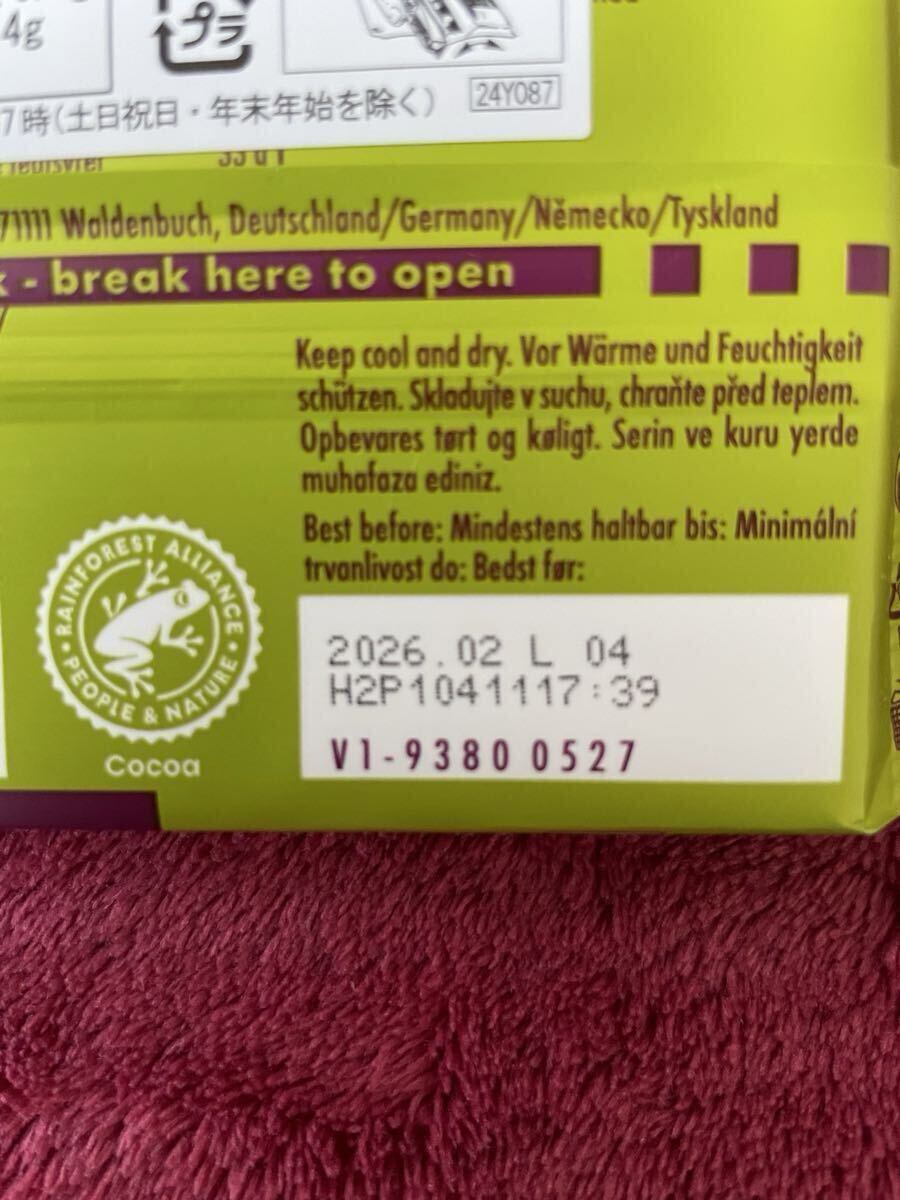 4g
プラ
7時(土日祝日・年末年始を除く)
24Y087
71111 Waldenbuch, Deutschland/Germany/Německo/Tyskland
- break here to open
Keep cool and dry. Vor Wärme und Feuchtigkeit
schützen. Skladujte v suchu, chraňte před teplem.
Opbevares tørt og køligt. Serin ve kuru yerde
muhafaza ediniz.
Best before: Mindestens haltbar bis: Minimální
trvanlivost do: Bedst før:
RAINFOREST ALLIANCE
PEOPLE & NATURE
Cocoa
2026.02 L 04
H2P1041117:39
V1-9380 0527